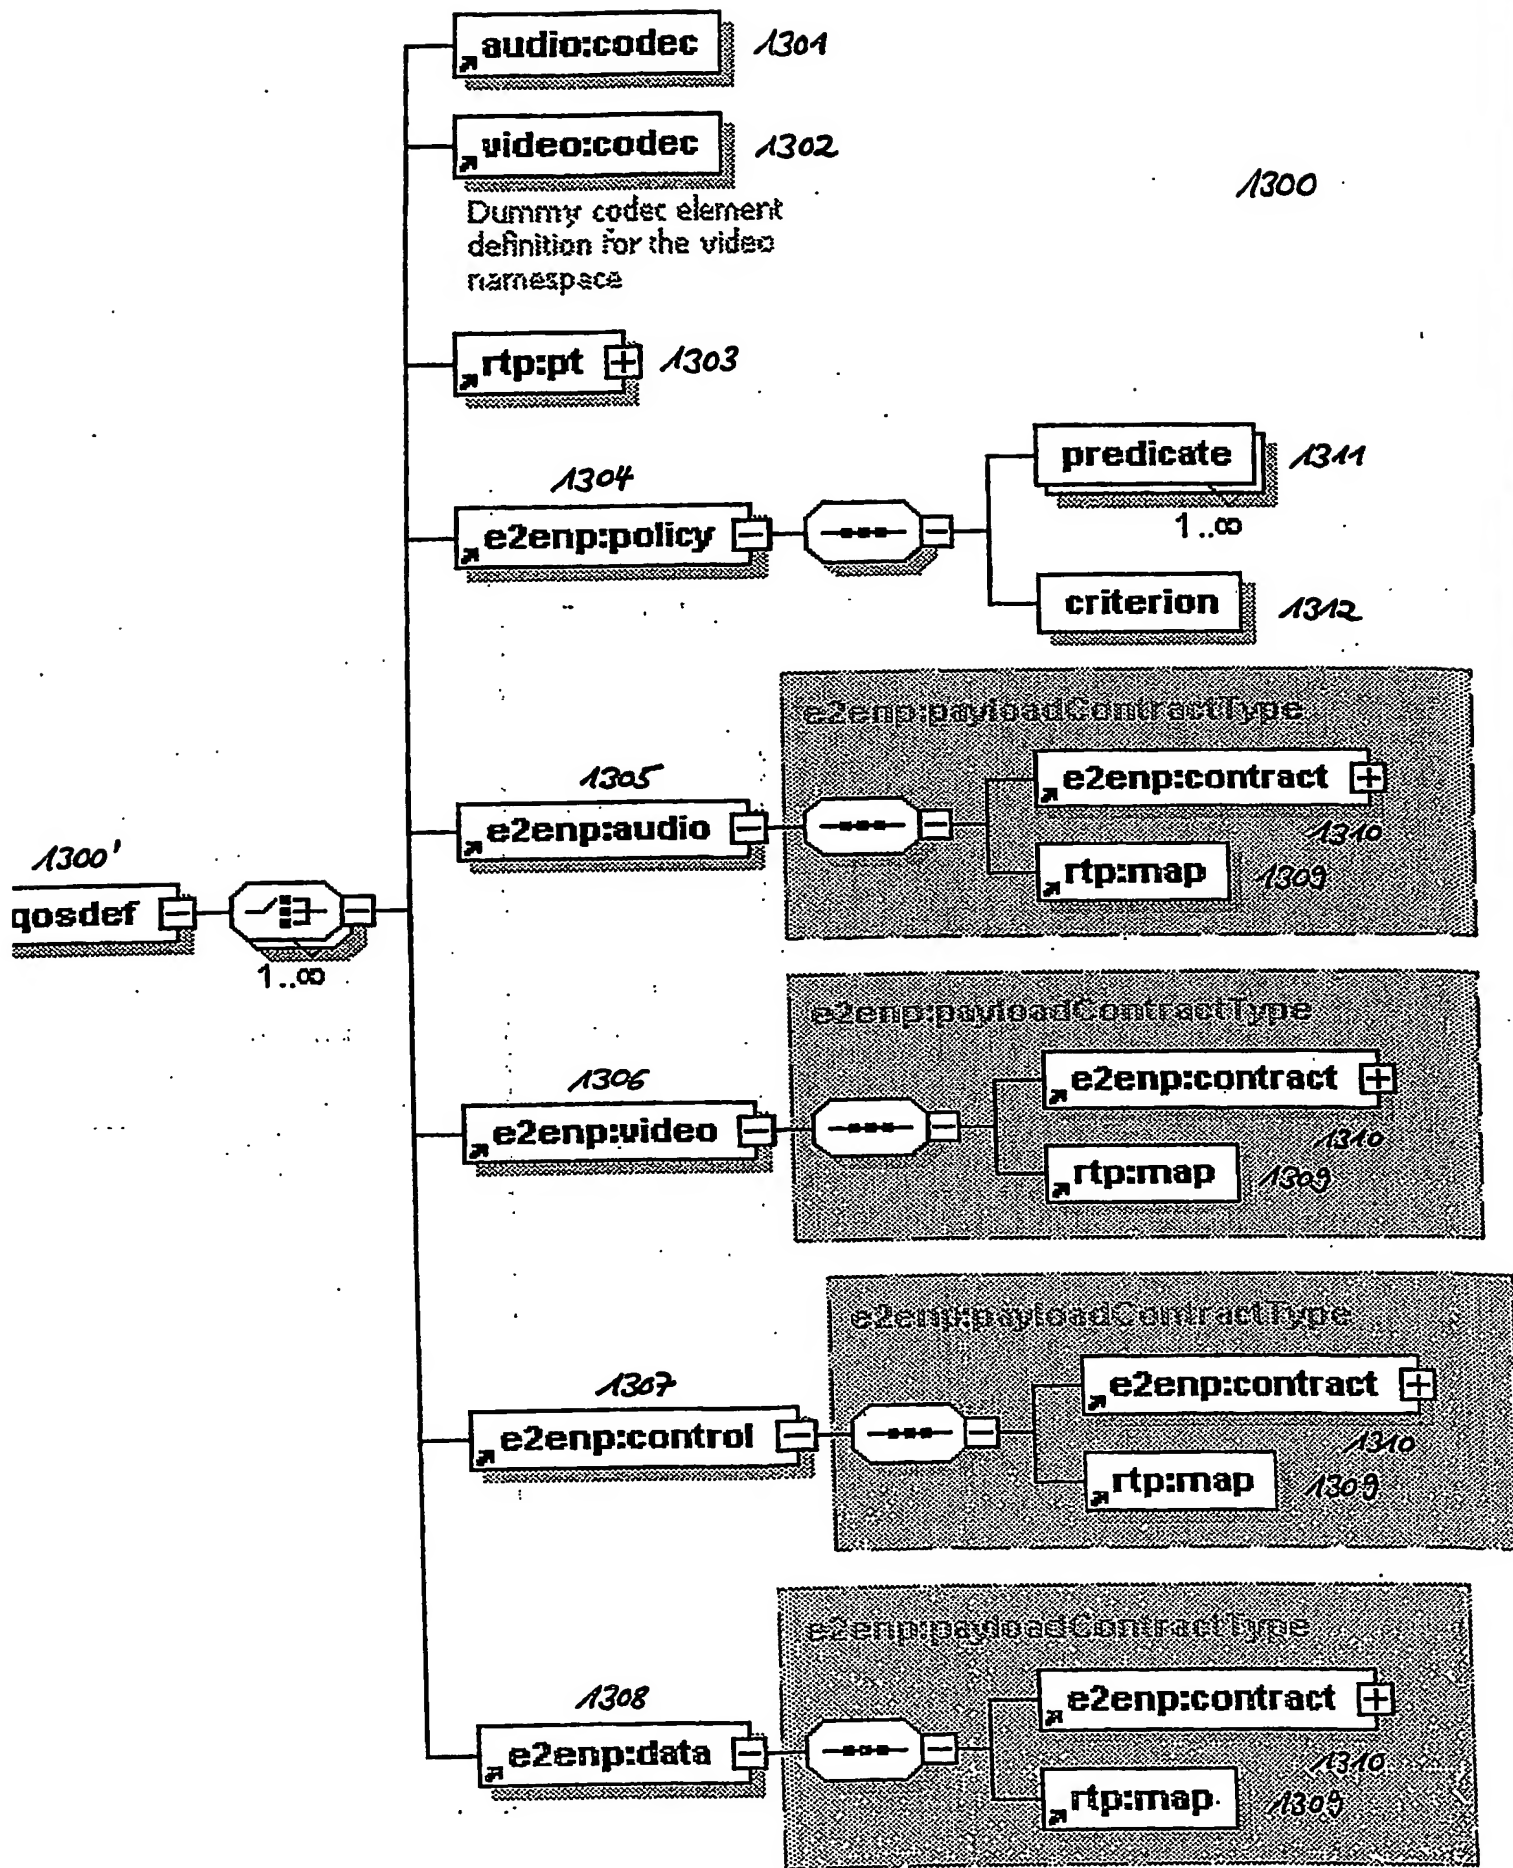 audio:codec 1301
video:codec 1302
1300
Dummy codec element
definition for the video
namespace
rtp:pt 1303
predicate 1311
1..∞
1304
e2enp:policy
criterion 1312
e2enp:payloadContractType
e2enp:contract
1310
1305
e2enp:audio
rtp:map 1309
1300'
qosdef
1..∞
e2enp:payloadContractType
e2enp:contract
1310
1306
e2enp:video
rtp:map 1309
e2enp:payloadContractType
e2enp:contract
1310
1307
e2enp:control
rtp:map 1309
e2enp:payloadContractType
e2enp:contract
1310
1308
e2enp:data
rtp:map 1309